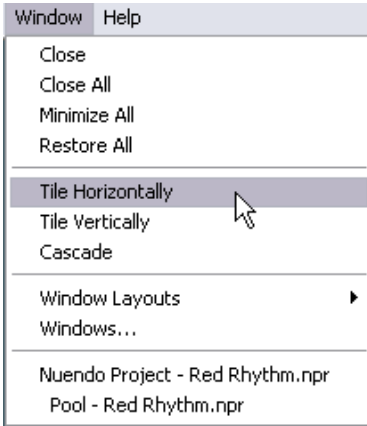 Window Help
Close
Close All
Minimize All
Restore All
Tile Horizontally
Tile Vertically
Cascade
Window Layouts
Windows...
Nuendo Project - Red Rhythm.npr
Pool - Red Rhythm.npr